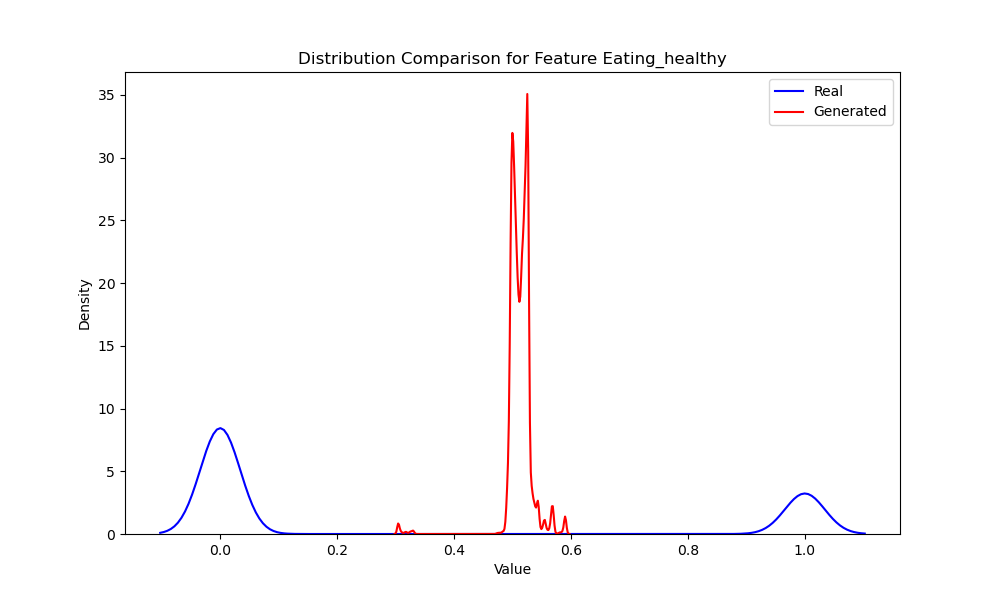 Distribution Comparison for Feature Eating_healthy
Real
Generated
Density
35
30
25
20
15
10
5
0
0.0 0.2 0.4 0.6 0.8 1.0
Value